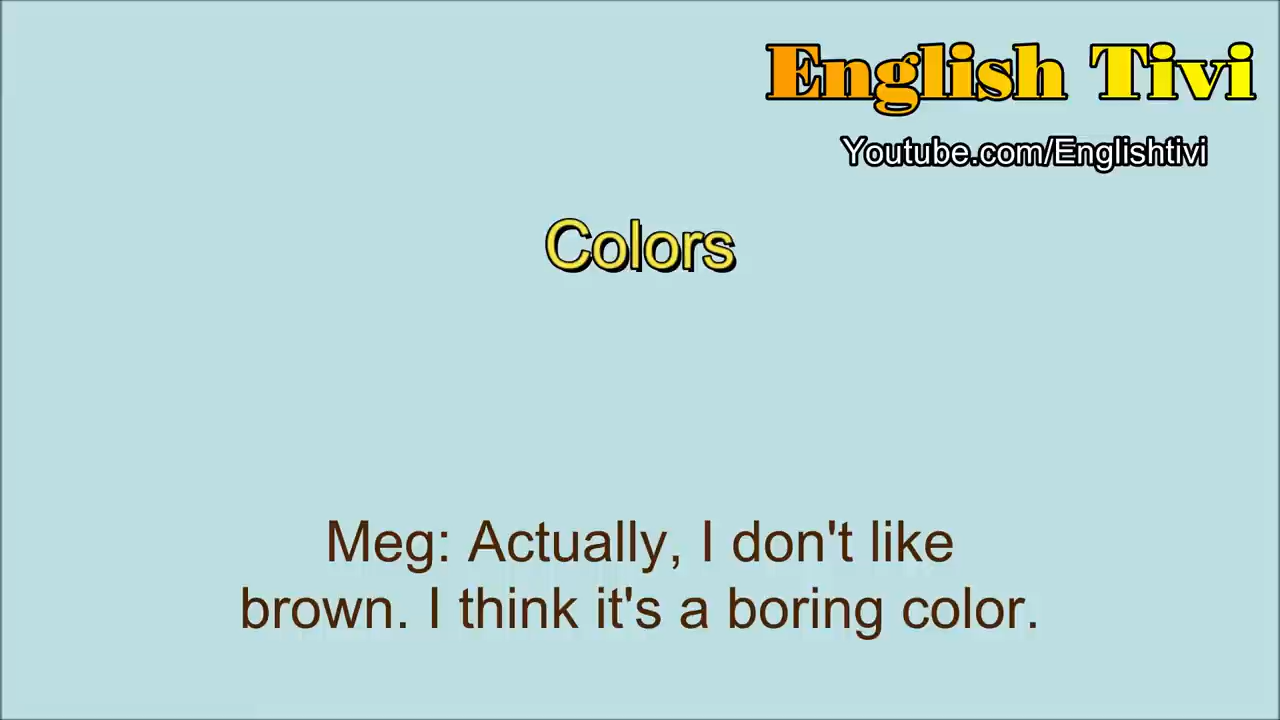 English Tivi
Youtube.com/Englishtivi
Colors
Meg: Actually, I don't like
brown. I think it's a boring color.